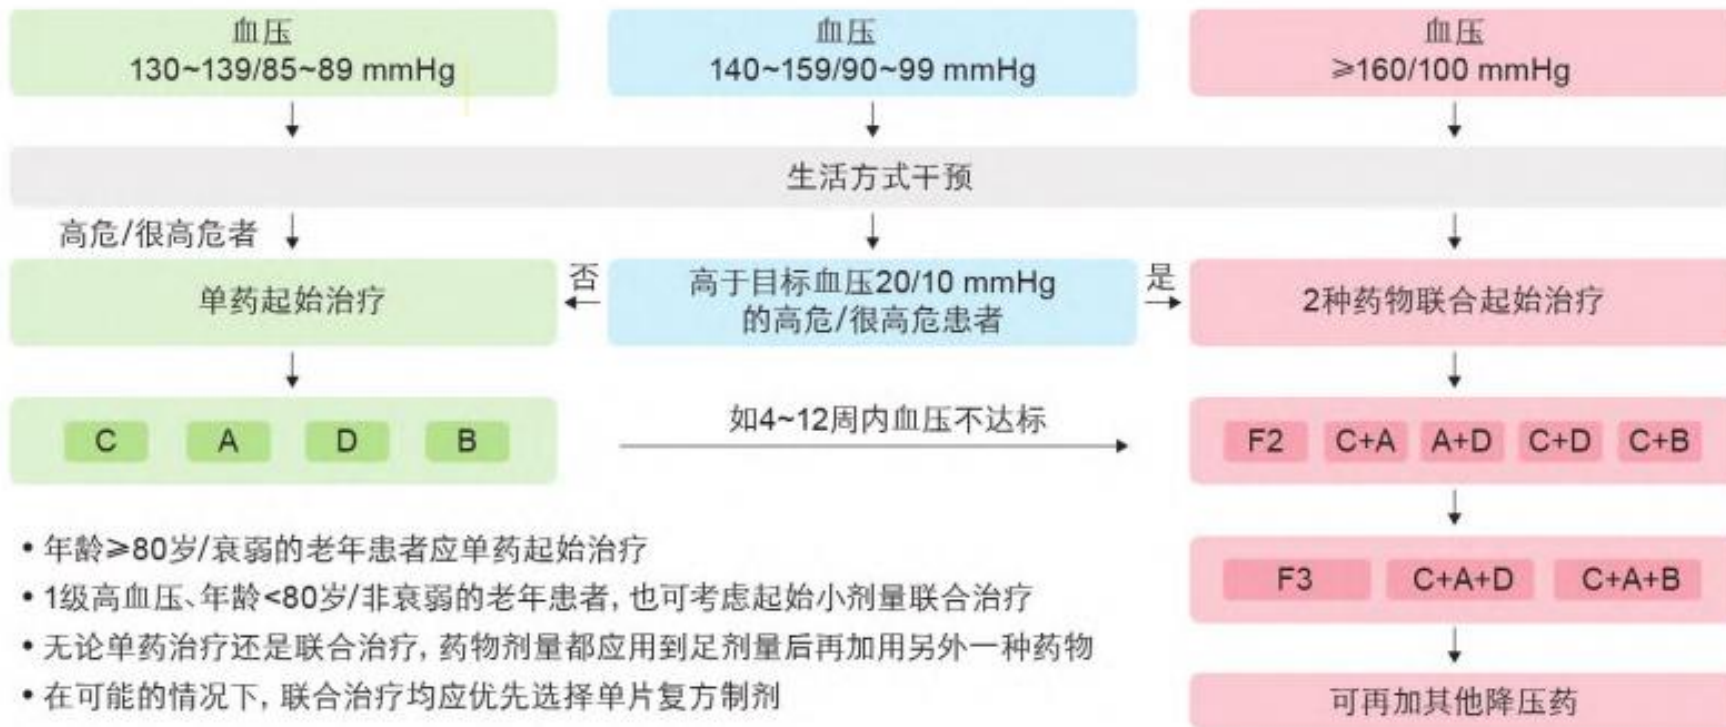 血压
130~139/85~89 mmHg
血压
140~159/90~99 mmHg
血压
≥160/100 mmHg
生活方式干预
高危/很高危者
单药起始治疗
否
高于目标血压20/10 mmHg
的高危/很高危患者
是
2种药物联合起始治疗
C A D B
如4~12周内血压不达标
F2 C+A A+D C+D C+B
F3 C+A+D C+A+B
可再加其他降压药
• 年龄≥80岁/衰弱的老年患者应单药起始治疗
• 1级高血压、年龄<80岁/非衰弱的老年患者, 也可考虑起始小剂量联合治疗
• 无论单药治疗还是联合治疗, 药物剂量都应用到足剂量后再加用另外一种药物
• 在可能的情况下, 联合治疗均应优先选择单片复方制剂